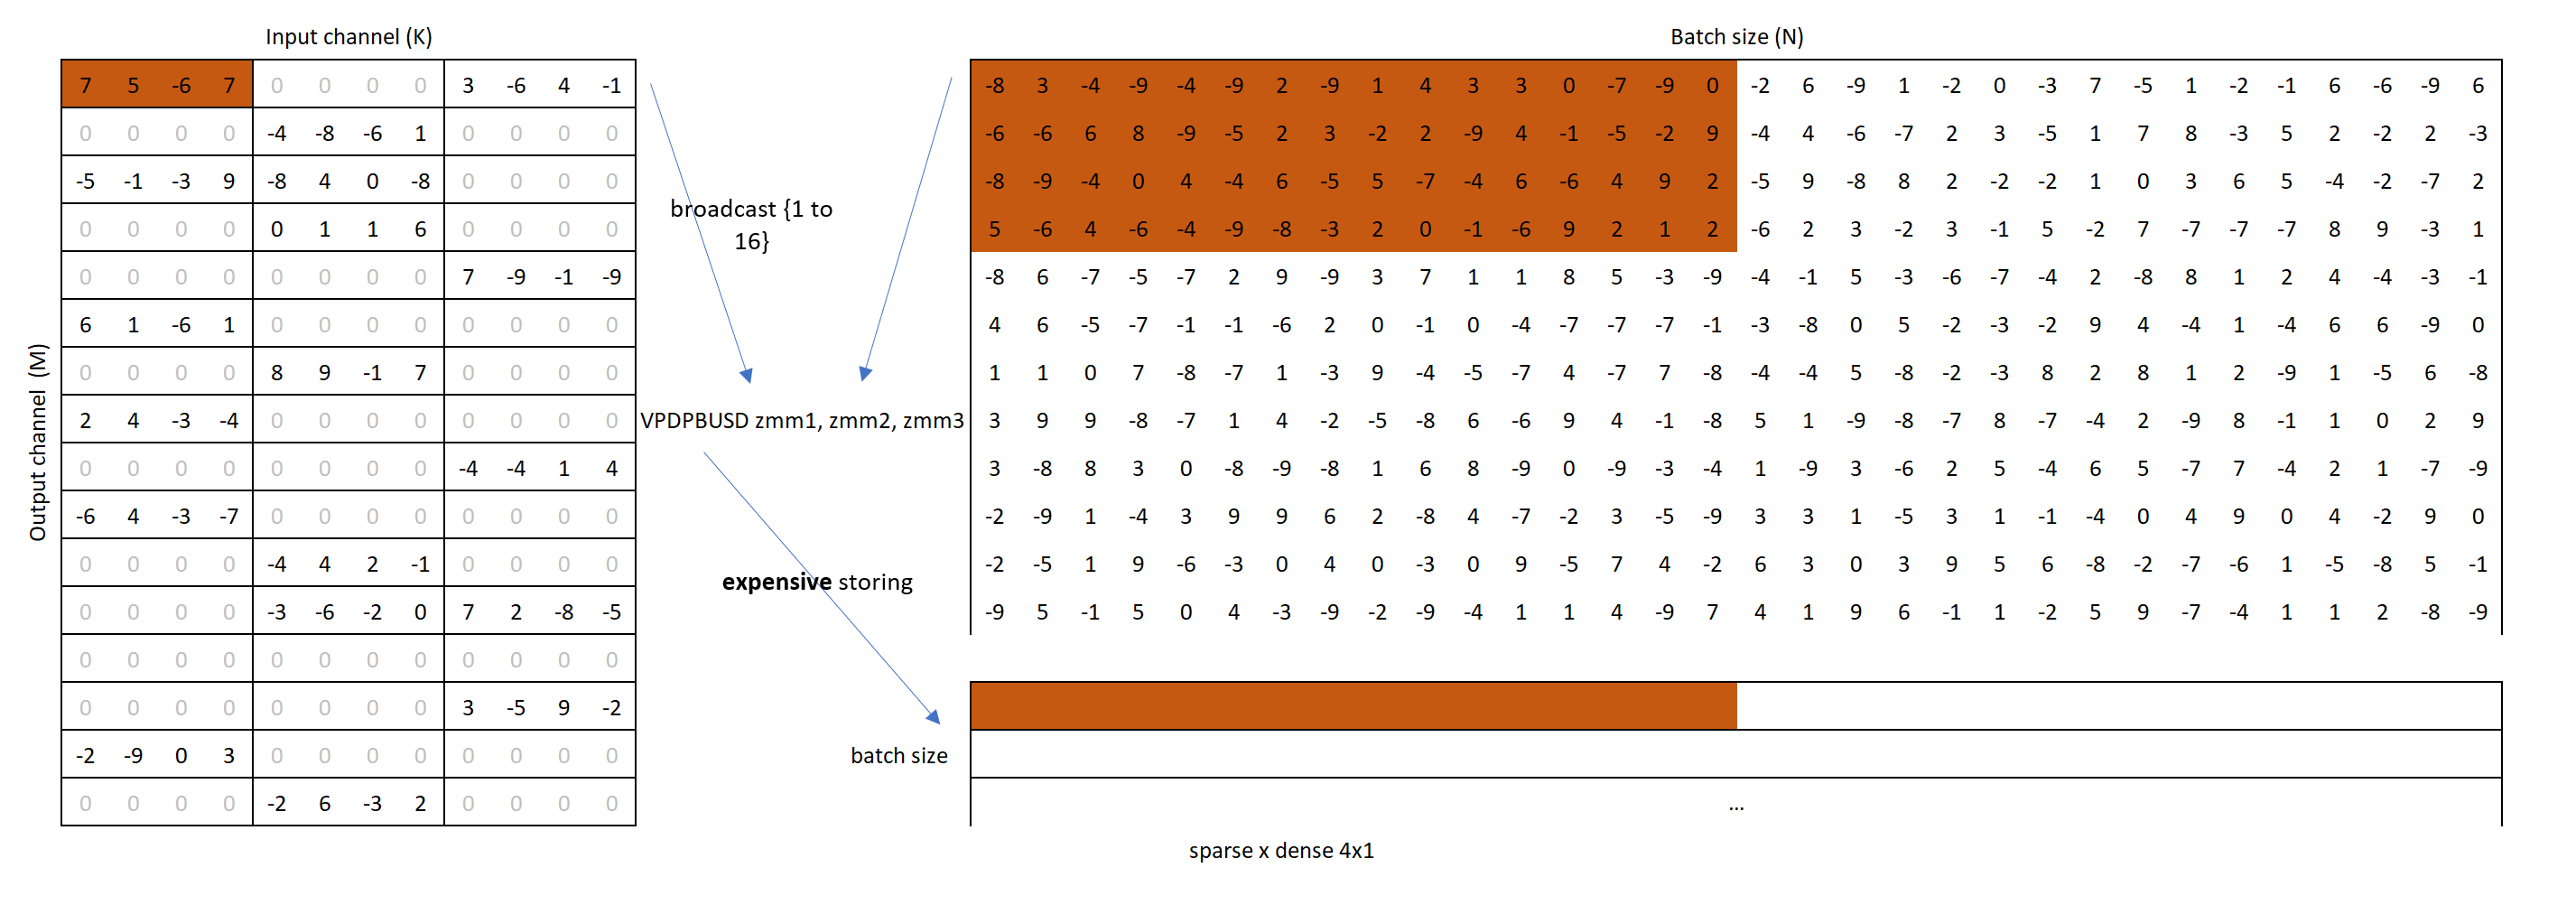 Input channel (K)
Batch size (N)
7 5 -6 7 0 0 0 0 3 -6 4 -1
0 0 0 0 -4 -8 -6 1 0 0 0 0
-5 -1 -3 9 -8 4 0 -8 0 0 0 0
0 0 0 0 0 1 1 6 0 0 0 0
0 0 0 0 0 0 0 0 7 -9 -1 -9
6 1 -6 1 0 0 0 0 0 0 0 0
0 0 0 0 8 9 -1 7 0 0 0 0
2 4 -3 -4 0 0 0 0 0 0 0 0
0 0 0 0 0 0 0 0 -4 -4 1 4
-6 4 -3 -7 0 0 0 0 0 0 0 0
0 0 0 0 -4 4 2 -1 0 0 0 0
0 0 0 0 -3 -6 -2 0 7 2 -8 -5
0 0 0 0 0 0 0 0 0 0 0 0
0 0 0 0 0 0 0 0 3 -5 9 -2
-2 -9 0 3 0 0 0 0 0 0 0 0
0 0 0 0 -2 6 -3 2 0 0 0 0
Output channel (M)
broadcast {1 to
16}
VPDPBUSD zmm1, zmm2, zmm3
expensive storing
batch size
-8 3 -4 -9 -4 -9 2 -9 1 4 3 3 0 -7 -9 0 -2 6 -9 1 -2 0 -3 7 -5 1 -2 -1 6 -6 -9 6
-6 -6 6 8 -9 -5 2 3 -2 2 -9 4 -1 -5 -2 9 -4 4 -6 -7 2 3 -5 1 7 8 -3 5 2 -2 2 -3
-8 -9 -4 0 4 -4 6 -5 5 -7 -4 6 -6 4 9 2 -5 9 -8 8 2 -2 -2 1 0 3 6 5 -4 -2 -7 2
5 -6 4 -6 -4 -9 -8 -3 2 0 -1 -6 9 2 1 2 -6 2 3 -2 3 -1 5 -2 7 -7 -7 -7 8 9 -3 1
-8 6 -7 -5 -7 2 9 -9 3 7 1 1 8 5 -3 -9 -4 -1 5 -3 -6 -7 -4 2 -8 8 1 2 4 -4 -3 -1
4 6 -5 -7 -1 -1 -6 2 0 -1 0 -4 -7 -7 -7 -1 -3 -8 0 5 -2 -3 -2 9 4 -4 1 -4 6 6 -9 0
1 1 0 7 -8 -7 1 -3 9 -4 -5 -7 4 -7 7 -8 -4 -4 5 -8 -2 -3 8 2 8 1 2 -9 1 -5 6 -8
3 9 9 -8 -7 1 4 -2 -5 -8 6 -6 9 4 -1 -8 5 1 -9 -8 -7 8 -7 -4 2 -9 8 -1 1 0 2 9
3 -8 8 3 0 -8 -9 -8 1 6 8 -9 0 -9 -3 -4 1 -9 3 -6 2 5 -4 6 5 -7 7 -4 2 1 -7 -9
-2 -9 1 -4 3 9 9 6 2 -8 4 -7 -2 3 -5 -9 3 3 1 -5 3 1 -1 -4 0 4 9 0 4 -2 9 0
-2 -5 1 9 -6 -3 0 4 0 -3 0 9 -5 7 4 -2 6 3 0 3 9 5 6 -8 -2 -7 -6 1 -5 -8 5 -1
-9 5 -1 5 0 4 -3 -9 -2 -9 -4 1 1 4 -9 7 4 1 9 6 -1 1 -2 5 9 -7 -4 1 1 2 -8 -9
...
sparse x dense 4x1